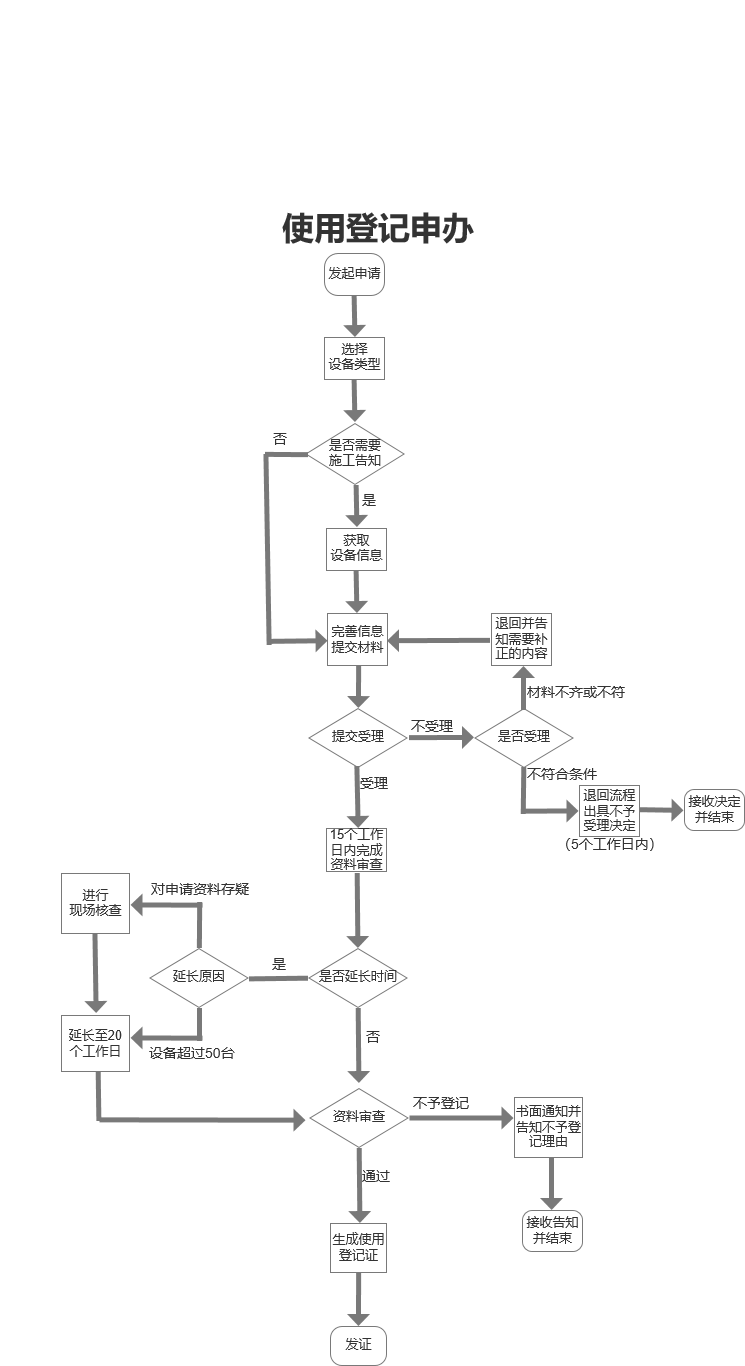 使用登记申办
发起申请
选择
设备类型
否
是否需要
施工告知
是
获取
设备信息
完善信息
提交材料
退回并告
知需要补
正的内容
材料不齐或不符
提交受理
不受理
是否受理
不符合条件
受理
退回流程
出具不予
受理决定
（5个工作日内）
接收决定
并结束
15个工作
日内完成
资料审查
进行
现场核查
对申请资料存疑
延长原因
是
是否延长时间
延长至20
个工作日
设备超过50台
否
资料审查
不予登记
书面通知并
告知不予登
记理由
通过
接收告知
并结束
生成使用
登记证
发证